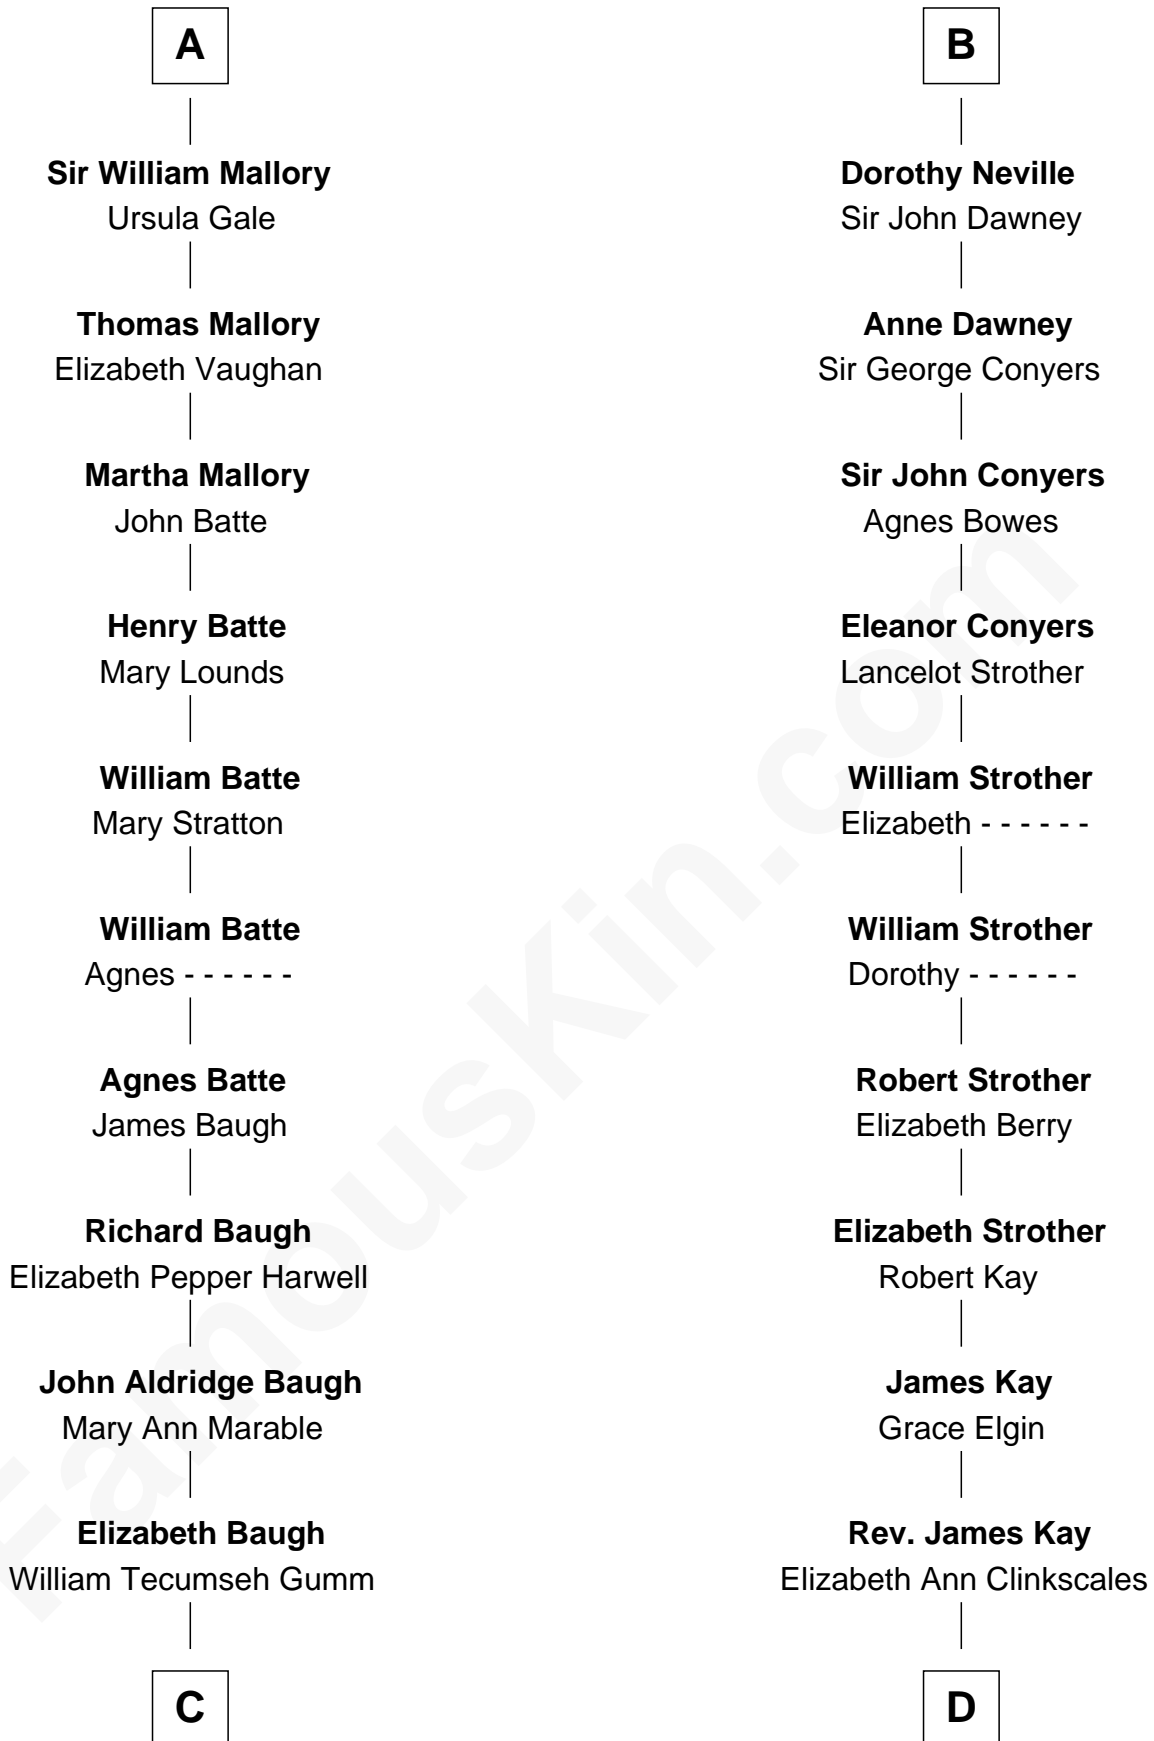 A
Sir William Mallory
Ursula Gale
Thomas Mallory
Elizabeth Vaughan
Martha Mallory
John Batte
Henry Batte
Mary Lounds
William Batte
Mary Stratton
William Batte
Agnes - - - - - -
Agnes Batte
James Baugh
Richard Baugh
Elizabeth Pepper Harwell
John Aldridge Baugh
Mary Ann Marable
Elizabeth Baugh
William Tecumseh Gumm
C
B
Dorothy Neville
Sir John Dawney
Anne Dawney
Sir George Conyers
Sir John Conyers
Agnes Bowes
Eleanor Conyers
Lancelot Strother
William Strother
Elizabeth - - - - - -
William Strother
Dorothy - - - - - -
Robert Strother
Elizabeth Berry
Elizabeth Strother
Robert Kay
James Kay
Grace Elgin
Rev. James Kay
Elizabeth Ann Clinkscales
D
FamousKin.com